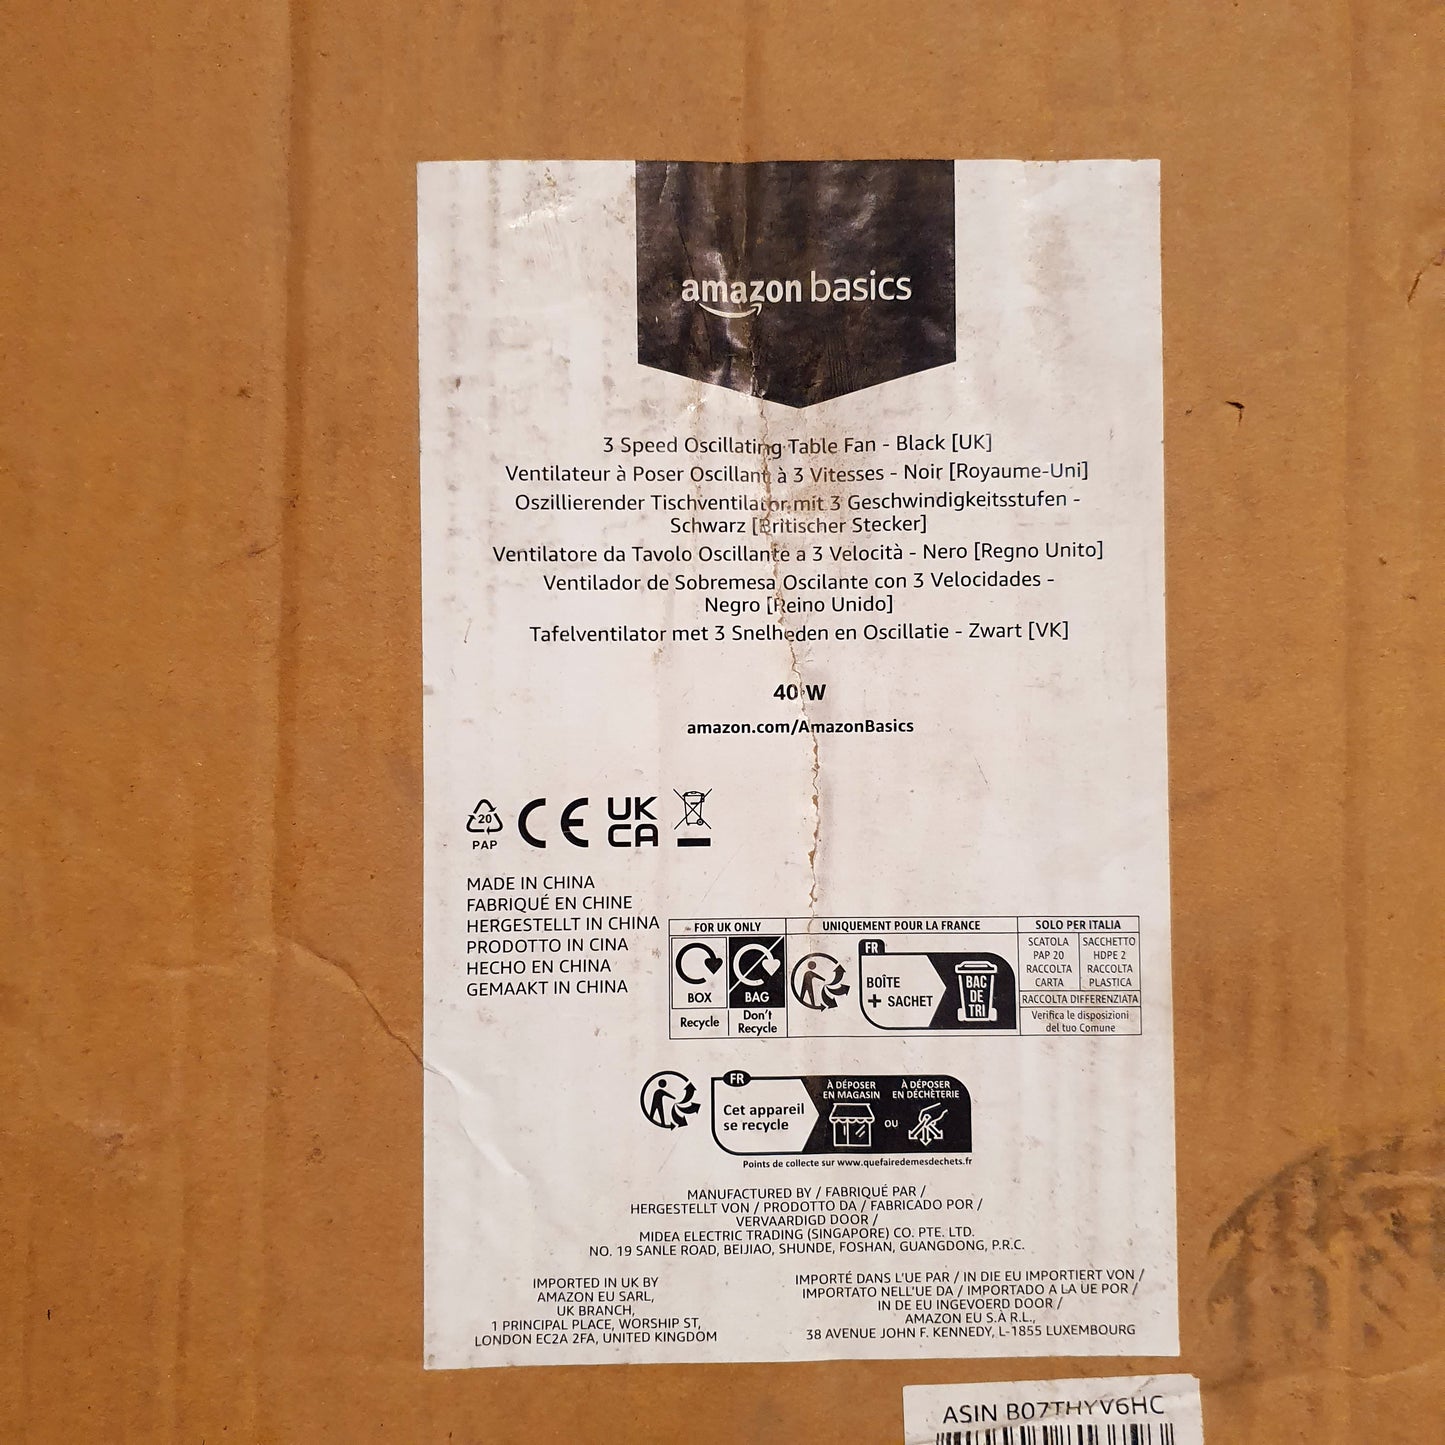 amazon basics
3 Speed Oscillating Table Fan - Black [UK]
Ventilateur à Poser Oscillant à 3 Vitesses - Noir [Royaume-Uni]
Oszillierender Tischventilator mit 3 Geschwindigkeitsstufen -
Schwarz [Britischer Stecker]
Ventilatore da Tavolo Oscillante a 3 Velocità - Nero [Regno Unito]
Ventilador de Sobremesa Oscilante con 3 Velocidades -
Negro [Reino Unido]
Tafelventilator met 3 Snelheden en Oscillatie - Zwart [VK]
40 W
amazon.com/AmazonBasics
20
PAP
CE
UK
CA
MADE IN CHINA
FABRIQUÉ EN CHINE
HERGESTELLT IN CHINA
PRODOTTO IN CINA
HECHO EN CHINA
GEMAAKT IN CHINA
FOR UK ONLY
BOX
Recycle
BAG
Don't
Recycle
UNIQUEMENT POUR LA FRANCE
FR
BOÎTE
+ SACHET
BAC
DE
TRI
SOLO PER ITALIA
SCATOLA
PAP 20
RACCOLTA
CARTA
SACCHETTO
HDPE 2
RACCOLTA
PLASTICA
RACCOLTA DIFFERENZIATA
Verifica le disposizioni
del tuo Comune
FR
Cet appareil
se recycle
À DÉPOSER
EN MAGASIN
OU
À DÉPOSER
EN DÉCHÈTERIE
Points de collecte sur www.quefairedemesdechets.fr
MANUFACTURED BY / FABRIQUÉ PAR /
HERGESTELLT VON / PRODOTTO DA / FABRICADO POR /
VERVAARDIGD DOOR /
MIDEA ELECTRIC TRADING (SINGAPORE) CO. PTE. LTD.
NO. 19 SANLE ROAD, BEIJIAO, SHUNDE, FOSHAN, GUANGDONG, P.R.C.
IMPORTED IN UK BY
AMAZON EU SARL,
UK BRANCH,
1 PRINCIPAL PLACE, WORSHIP ST,
LONDON EC2A 2FA, UNITED KINGDOM
IMPORTÉ DANS L'UE PAR / IN DIE EU IMPORTIERT VON /
IMPORTATO NELL'UE DA / IMPORTADO A LA UE POR /
IN DE EU INGEVOERD DOOR /
AMAZON EU S.À R.L.,
38 AVENUE JOHN F. KENNEDY, L-1855 LUXEMBOURG
ASIN B07THYV6HC